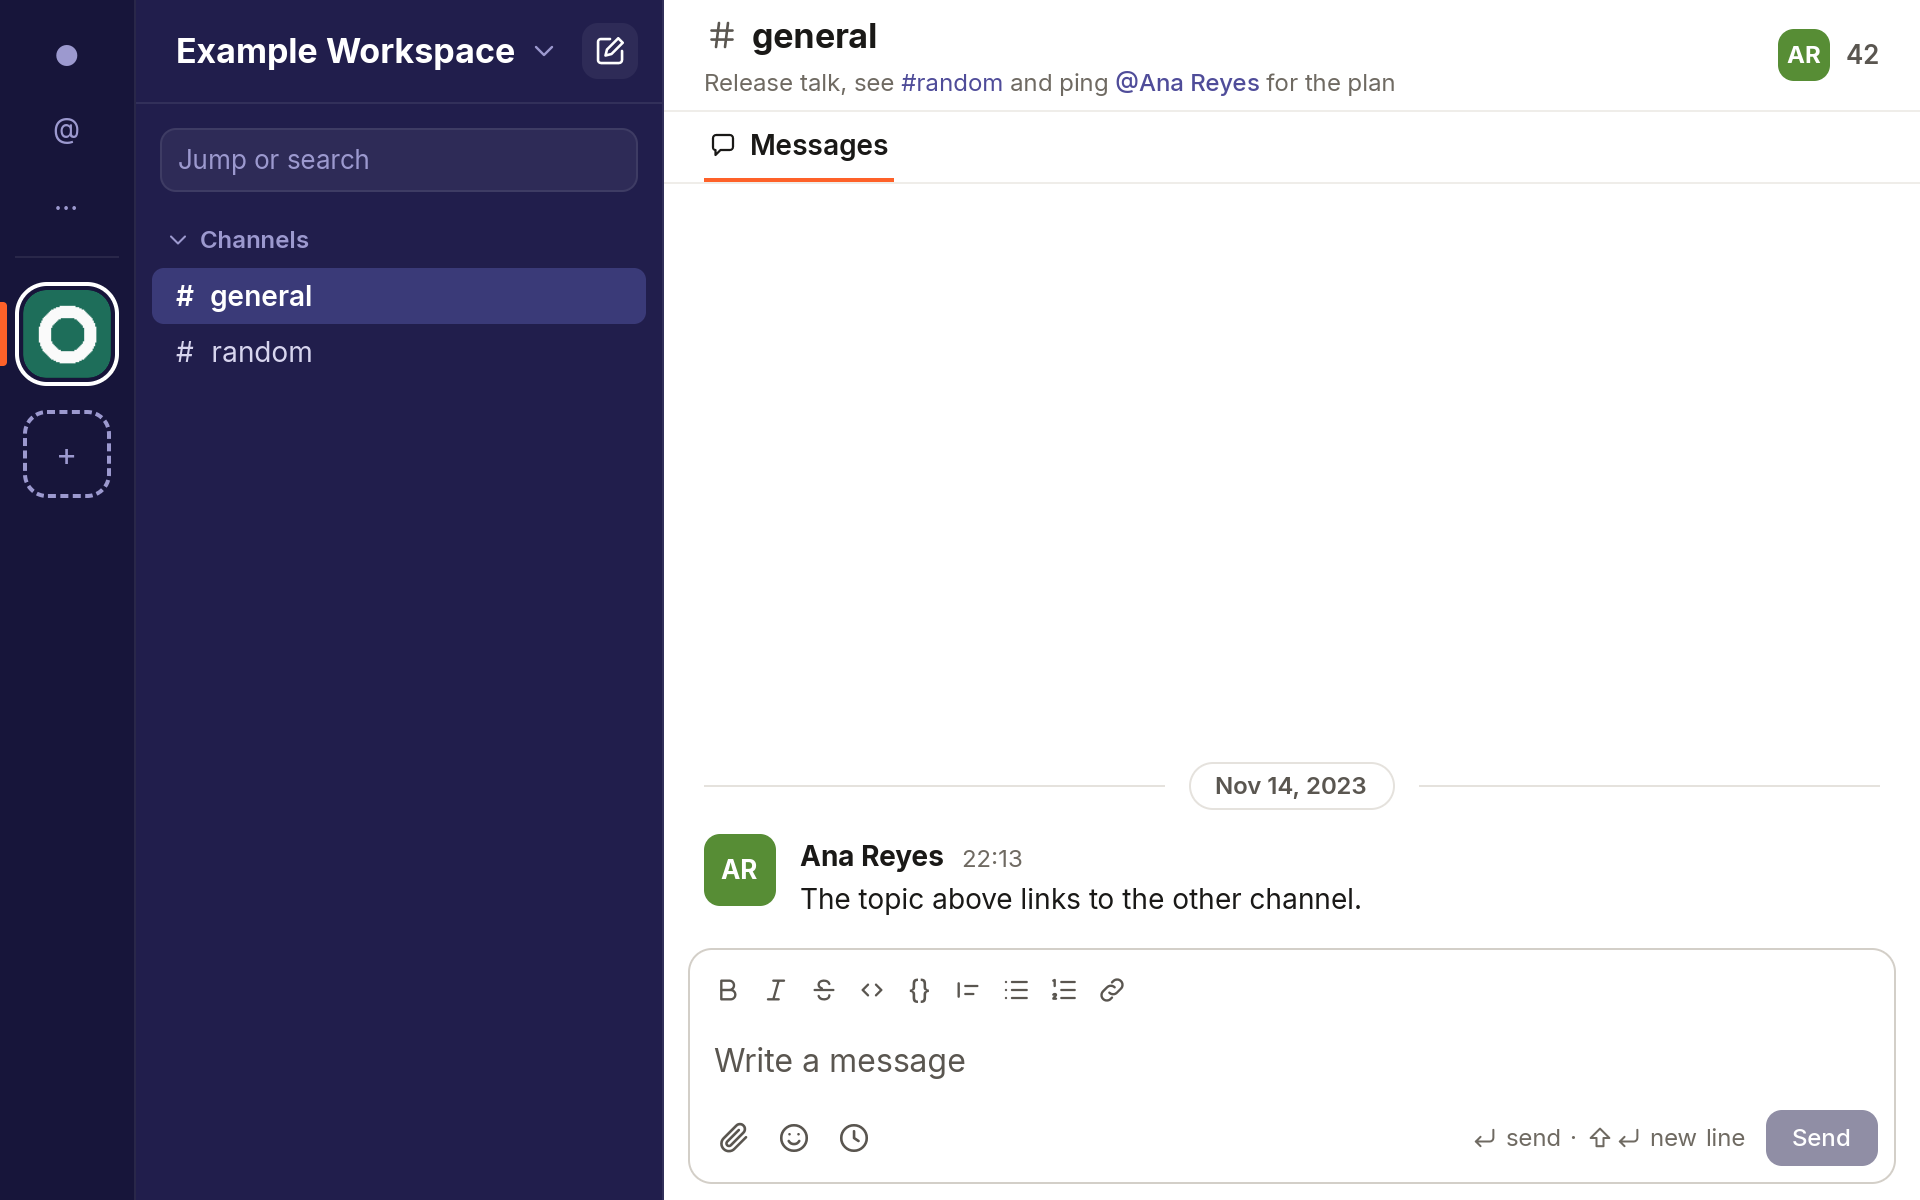 @
...
+
Example Workspace
Jump or search
Channels
# general
# random
# general
Release talk, see #random and ping @Ana Reyes for the plan
AR 42
Messages
Nov 14, 2023
AR
Ana Reyes 22:13
The topic above links to the other channel.
Write a message
send · new line
Send